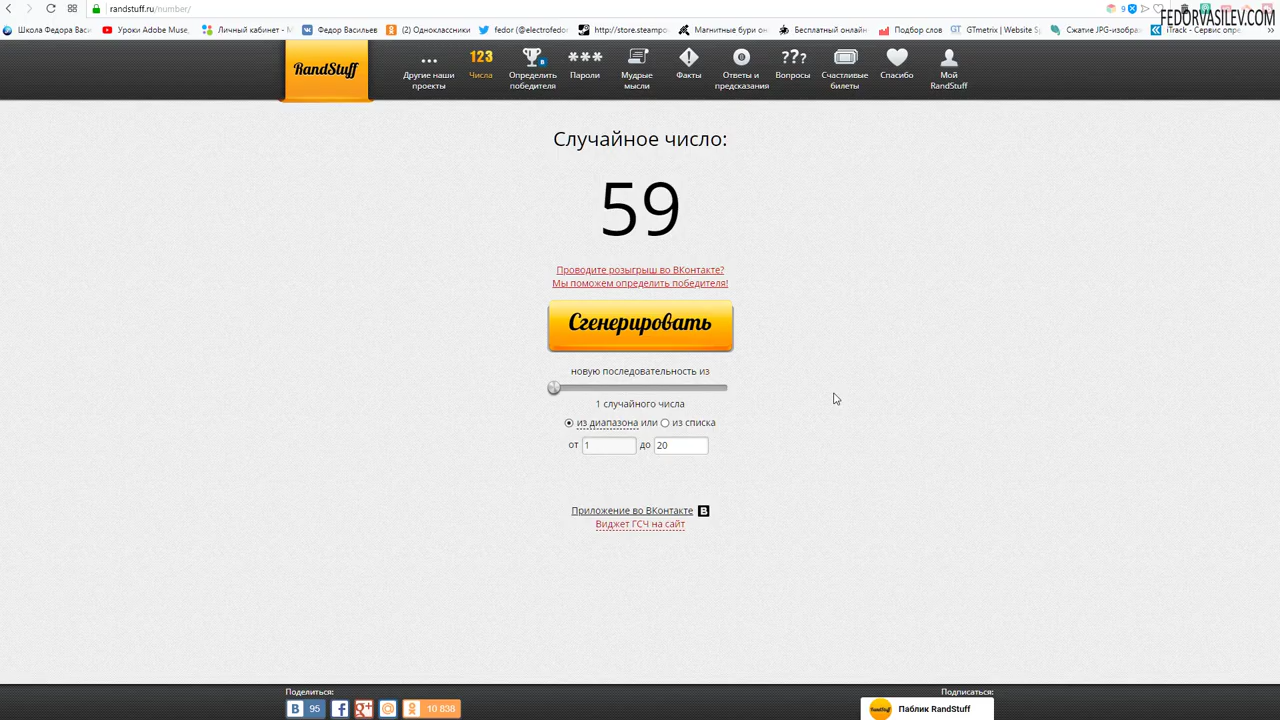 randstuff.ru/number/
9
FEDORVASILEV.COM
Школа Федора Васи
Уроки Adobe Muse,
Личный кабинет - М
Федор Васильев
(2) Одноклассники
fedor (@electrofedor
http://store.steampo
Магнитные бури он
Бесплатный онлайн
Подбор слов
GTmetrix | Website S
Сжатие JPG-изображ
iTrack - Сервис опре
RandStuff
Другие наши
проекты
123
Числа
Определить
победителя
***
Пароли
Мудрые
мысли
Факты
Ответы и
предсказания
???
Вопросы
Счастливые
билеты
Спасибо
Мой
RandStuff
Случайное число:
59
Проводите розыгрыш во ВКонтакте?
Мы поможем определить победителя!
Сгенерировать
новую последовательность из
1 случайного числа
из диапазона или из списка
от 1 до 20
Приложение во ВКонтакте В
Виджет ГСЧ на сайт
Поделиться:
Подписаться:
В 95
10 838
RandStuff
Паблик RandStuff